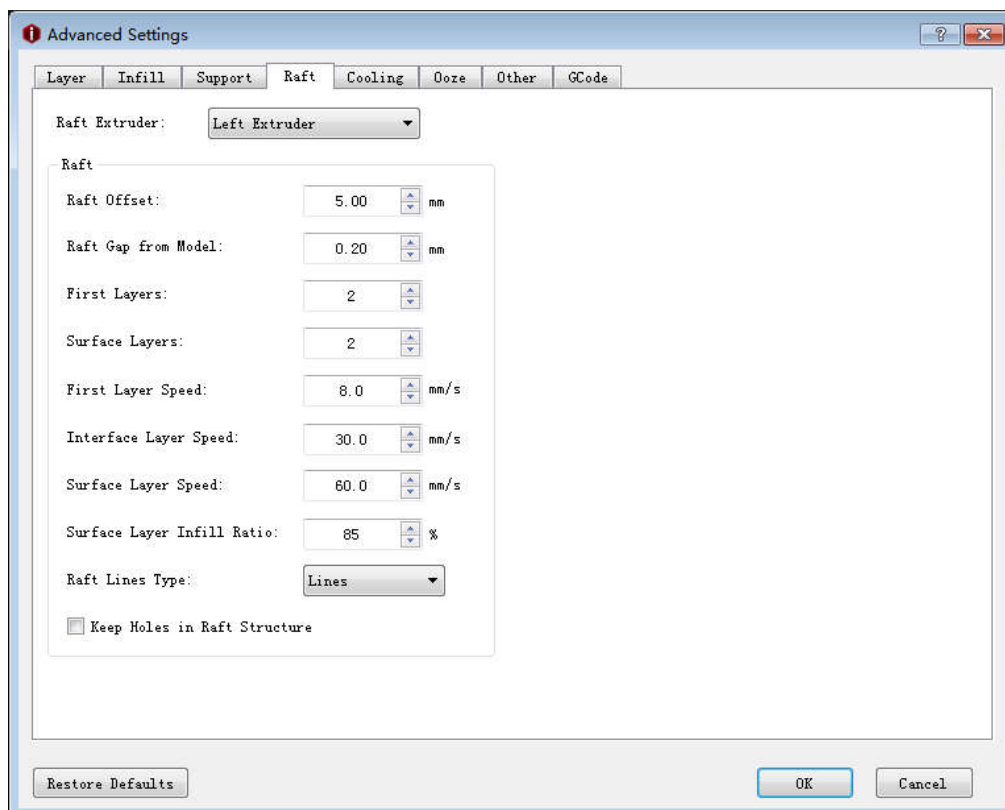 Advanced Settings
Layer Infill Support Raft Cooling Ooze Other GCode
Raft Extruder: Left Extruder
Raft
Raft Offset: 5.00 mm
Raft Gap from Model: 0.20 mm
First Layers: 2
Surface Layers: 2
First Layer Speed: 8.0 mm/s
Interface Layer Speed: 30.0 mm/s
Surface Layer Speed: 60.0 mm/s
Surface Layer Infill Ratio: 85 %
Raft Lines Type: Lines
Keep Holes in Raft Structure
Restore Defaults OK Cancel